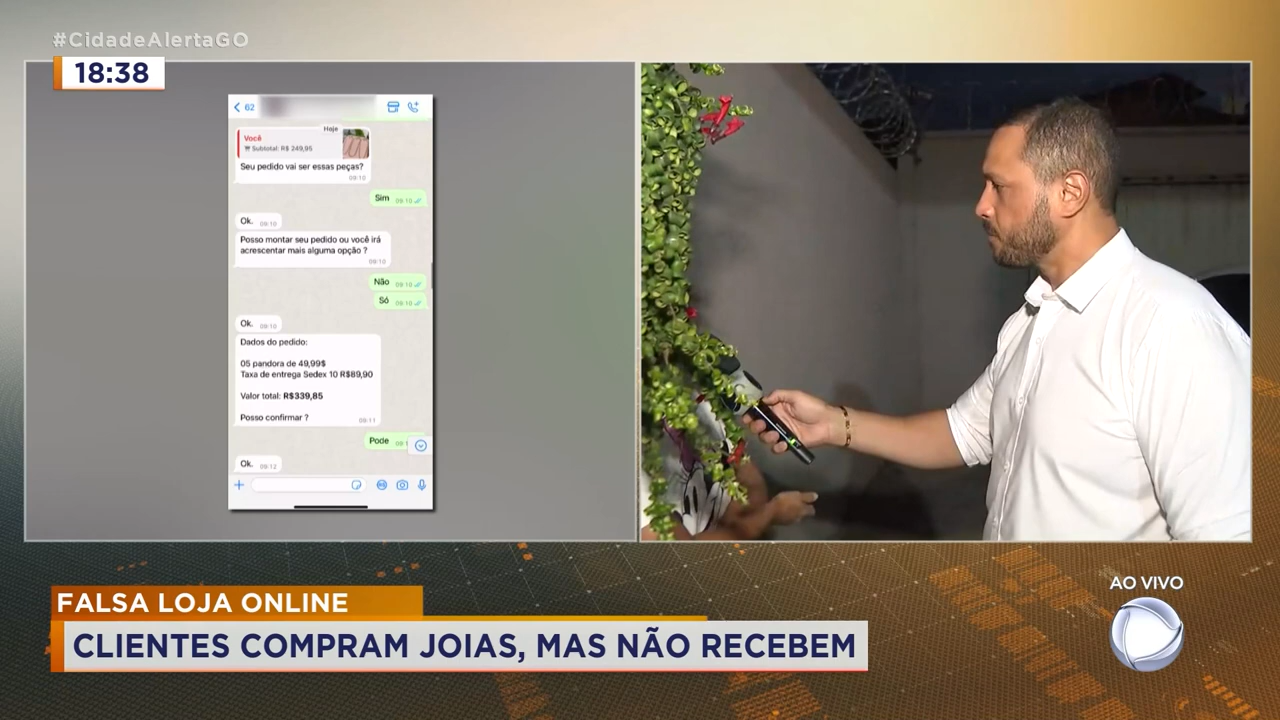 #CidadeAlertaGO
18:38
62
Hoje
Você
Subtotal: R$ 249,95
Seu pedido vai ser essas peças?
09:10
Sim 09:10
Ok. 09:10
Posso montar seu pedido ou você irá
acrescentar mais alguma opção ?
09:10
Não 09:10
Só 09:10
Ok. 09:10
Dados do pedido:
05 pandora de 49,99$
Taxa de entrega Sedex 10 R$89,90
Valor total: R$339,85
Posso confirmar ?
09:11
Pode
Ok. 09:12
FALSA LOJA ONLINE
CLIENTES COMPRAM JOIAS, MAS NÃO RECEBEM
AO VIVO